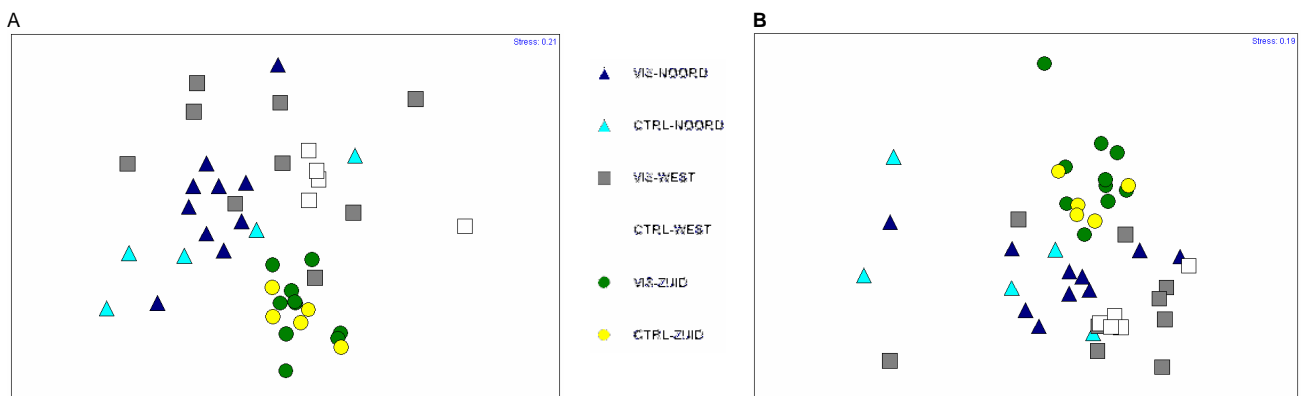 A
Stress: 0.21
VIS-NOORD
CTRL-NOORD
VIS-WEST
CTRL-WEST
VIS-ZUID
CTRL-ZUID
B
Stress: 0.19